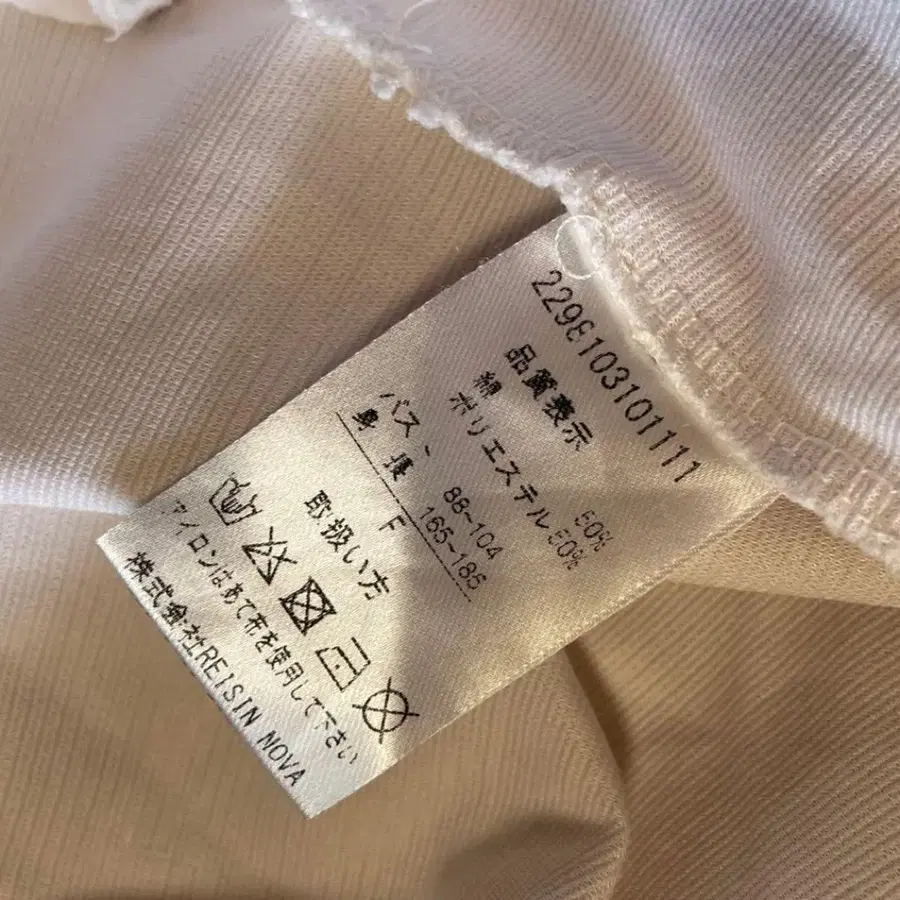 229E103101111
品質表示
綿 50%
ポリエステル 50%
バスト 88~104
身長 165~185
F
取扱い方
アイロンはあて布を使用して下さい
株式会社REISIN NOVA